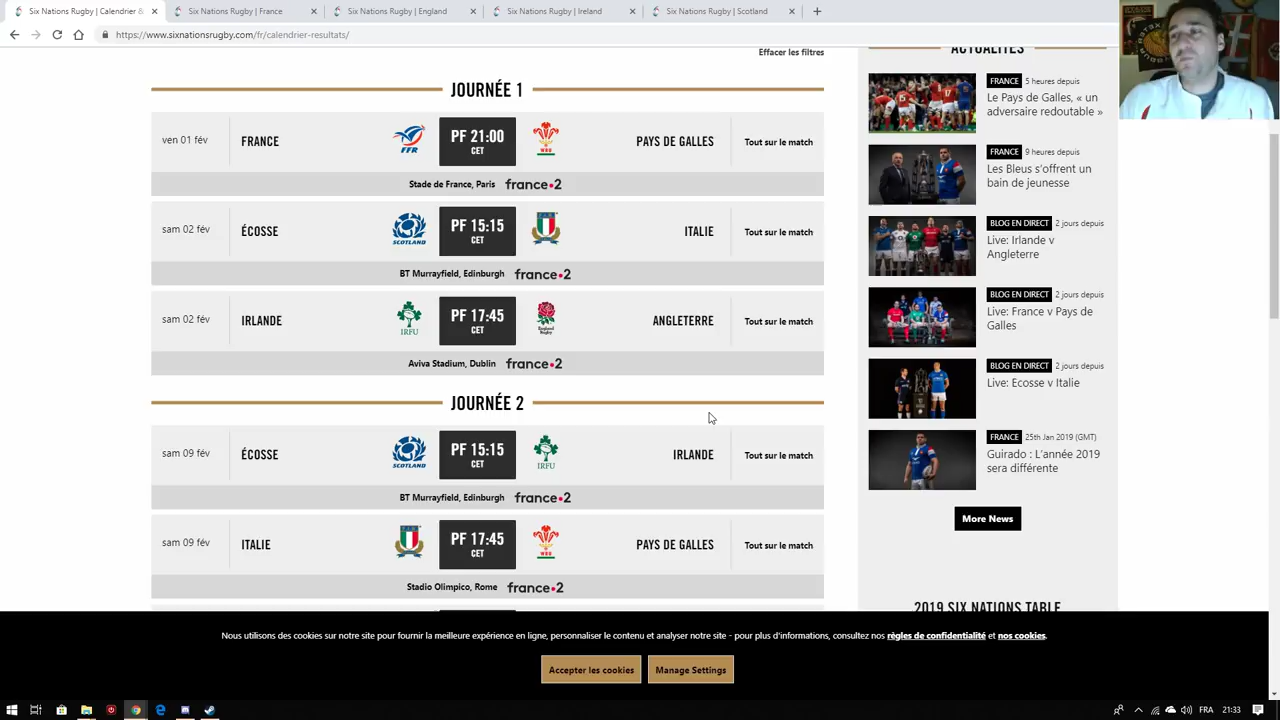 Six Nations Rugby | Calendrier &
Six Nations Rugby | France
Six Nations Rugby | England
Six Nations Rugby | Ireland
Six Nations Rugby | Scotland
https://www.sixnationsrugby.com/fr/calendrier-resultats/
Effacer les filtres
JOURNÉE 1
ven 01 fév FRANCE PF 21:00 CET PAYS DE GALLES Tout sur le match
FFR WRU
Stade de France, Paris france•2
sam 02 fév ÉCOSSE PF 15:15 CET ITALIE Tout sur le match
SCOTLAND
BT Murrayfield, Edinburgh france•2
sam 02 fév IRLANDE PF 17:45 CET ANGLETERRE Tout sur le match
IRFU England Rugby
Aviva Stadium, Dublin france•2
JOURNÉE 2
sam 09 fév ÉCOSSE PF 15:15 CET IRLANDE Tout sur le match
SCOTLAND IRFU
BT Murrayfield, Edinburgh france•2
sam 09 fév ITALIE PF 17:45 CET PAYS DE GALLES Tout sur le match
WRU
Stadio Olimpico, Rome france•2
ACTUALITÉS
FRANCE 5 heures depuis
Le Pays de Galles, « un
adversaire redoutable »
FRANCE 9 heures depuis
Les Bleus s'offrent un
bain de jeunesse
BLOG EN DIRECT 2 jours depuis
Live: Irlande v
Angleterre
BLOG EN DIRECT 2 jours depuis
Live: France v Pays de
Galles
BLOG EN DIRECT 2 jours depuis
Live: Ecosse v Italie
FRANCE 25th Jan 2019 (GMT)
Guirado : L'année 2019
sera différente
More News
2019 SIX NATIONS TABLE
Nous utilisons des cookies sur notre site pour fournir la meilleure expérience en ligne, personnaliser le contenu et analyser notre site - pour plus d'informations, consultez nos règles de confidentialité et nos cookies.
Accepter les cookies
Manage Settings
FRA 21:33